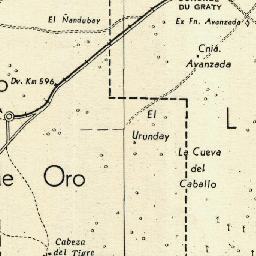 DU GRATY
El Ñandubay
Ex Fn. Avanzada
Cniá.
Avanzada
Dv. Km 596
El
Urunday
L
La Cueva
del
Caballo
Oro
Cabeza
del Tigre